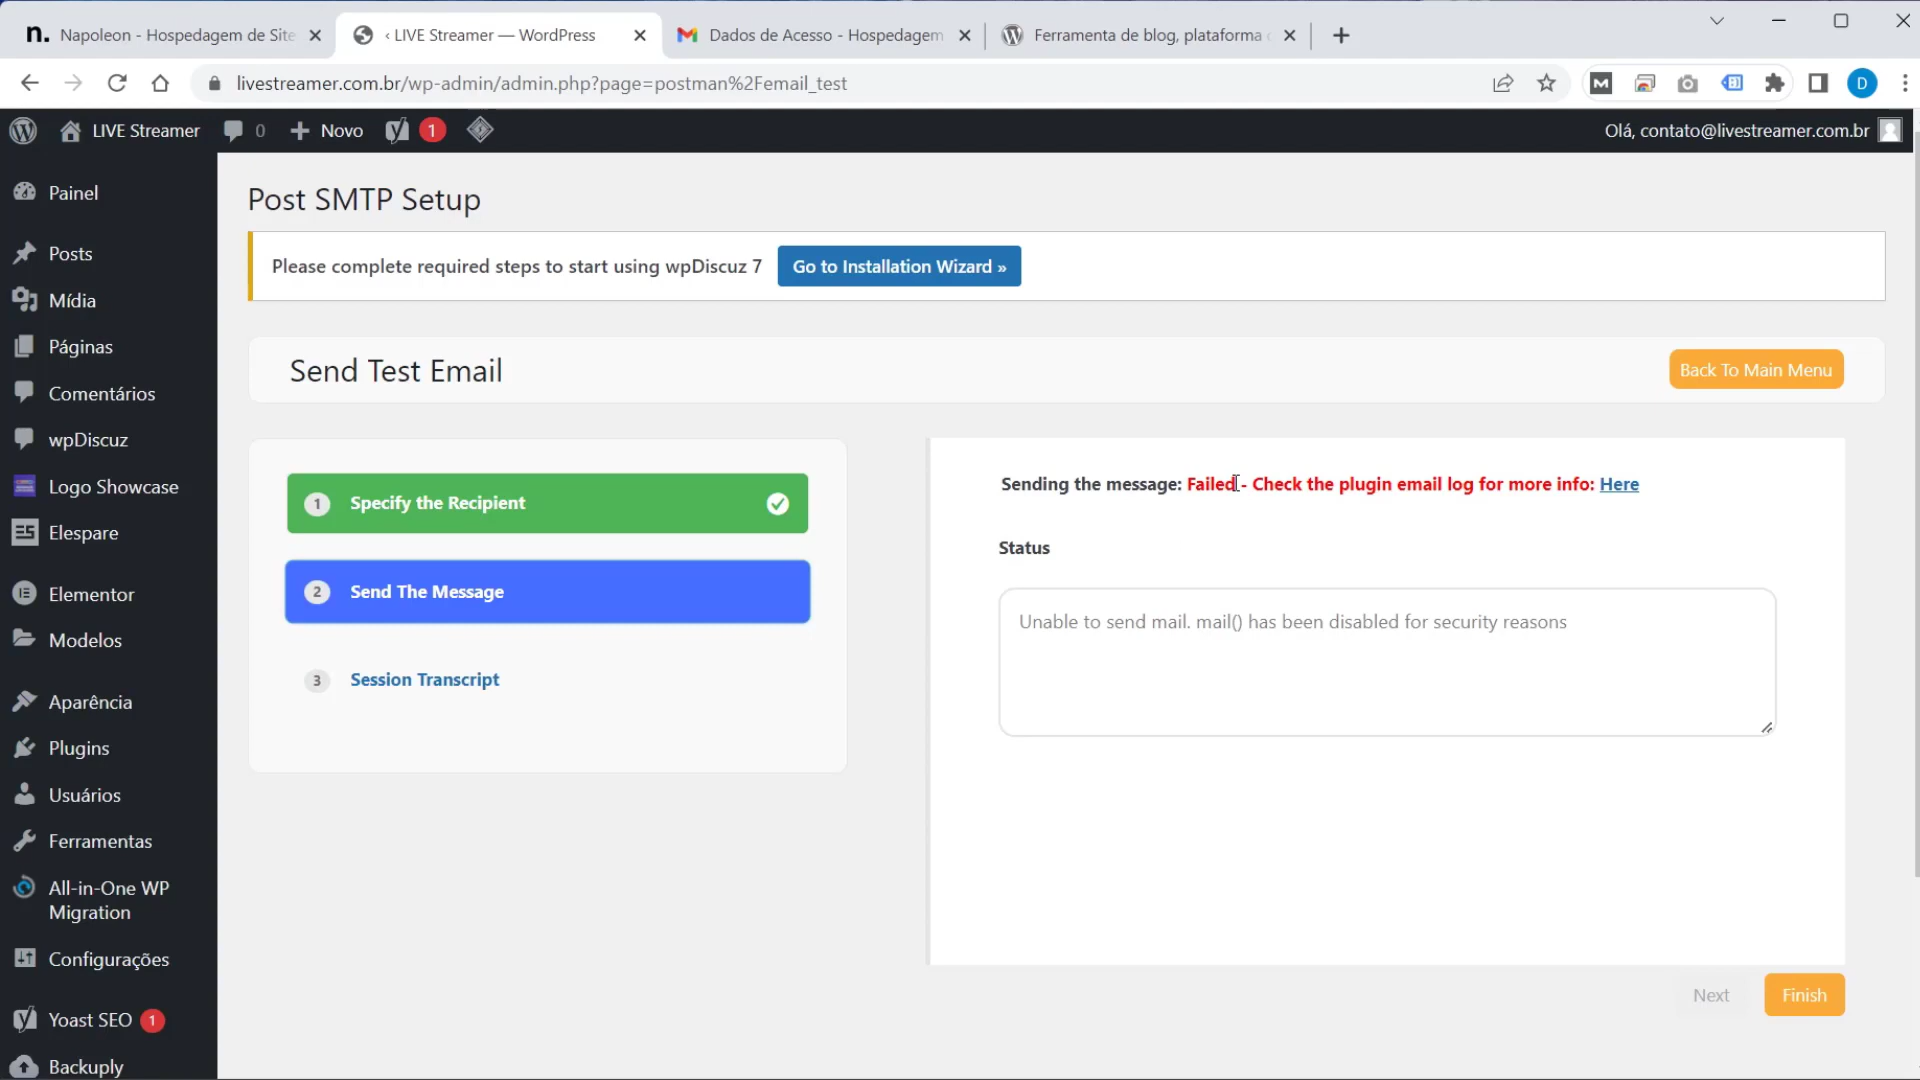 n. Napoleon - Hospedagem de Site
‹ LIVE Streamer — WordPress
Dados de Acesso - Hospedagem
Ferramenta de blog, plataforma
livestreamer.com.br/wp-admin/admin.php?page=postman%2Femail_test
D
LIVE Streamer
0
Novo
1
Olá, contato@livestreamer.com.br
Painel
Posts
Mídia
Páginas
Comentários
wpDiscuz
Logo Showcase
Elespare
Elementor
Modelos
Aparência
Plugins
Usuários
Ferramentas
All-in-One WP
Migration
Configurações
Yoast SEO 1
Backuply
Post SMTP Setup
Please complete required steps to start using wpDiscuz 7
Go to Installation Wizard »
Send Test Email
Back To Main Menu
1 Specify the Recipient
2 Send The Message
3 Session Transcript
Sending the message: Failed - Check the plugin email log for more info: Here
Status
Unable to send mail. mail() has been disabled for security reasons
Next
Finish